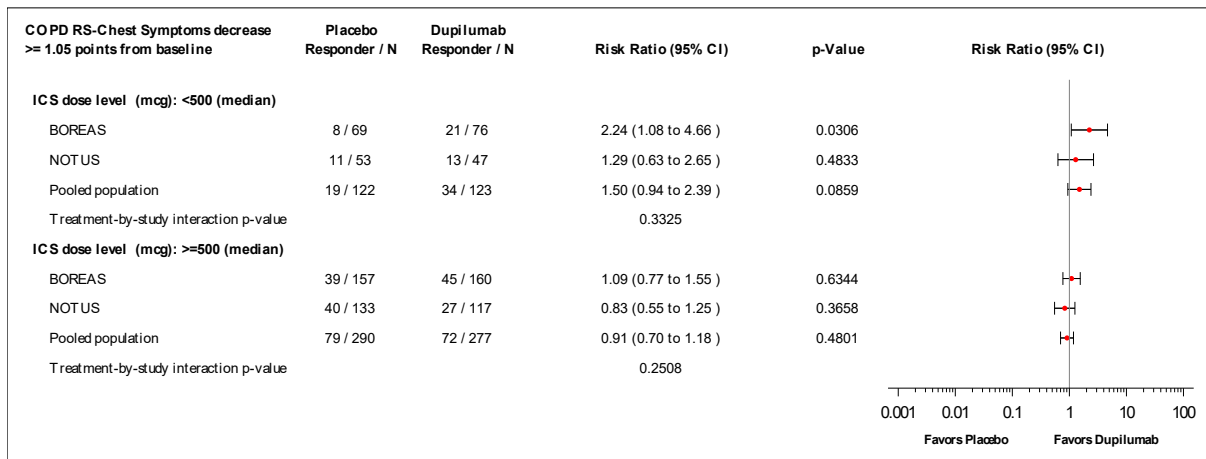 COPD RS-Chest Symptoms decrease Placebo Dupilumab
>= 1.05 points from baseline Responder / N Responder / N Risk Ratio (95% CI) p-Value Risk Ratio (95% CI)
ICS dose level (mcg): <500 (median)
BOREAS 8 / 69 21 / 76 2.24 (1.08 to 4.66 ) 0.0306
NOTUS 11 / 53 13 / 47 1.29 (0.63 to 2.65 ) 0.4833
Pooled population 19 / 122 34 / 123 1.50 (0.94 to 2.39 ) 0.0859
Treatment-by-study interaction p-value 0.3325
ICS dose level (mcg): >=500 (median)
BOREAS 39 / 157 45 / 160 1.09 (0.77 to 1.55 ) 0.6344
NOTUS 40 / 133 27 / 117 0.83 (0.55 to 1.25 ) 0.3658
Pooled population 79 / 290 72 / 277 0.91 (0.70 to 1.18 ) 0.4801
Treatment-by-study interaction p-value 0.2508
0.001 0.01 0.1 1 10 100
Favors Placebo Favors Dupilumab